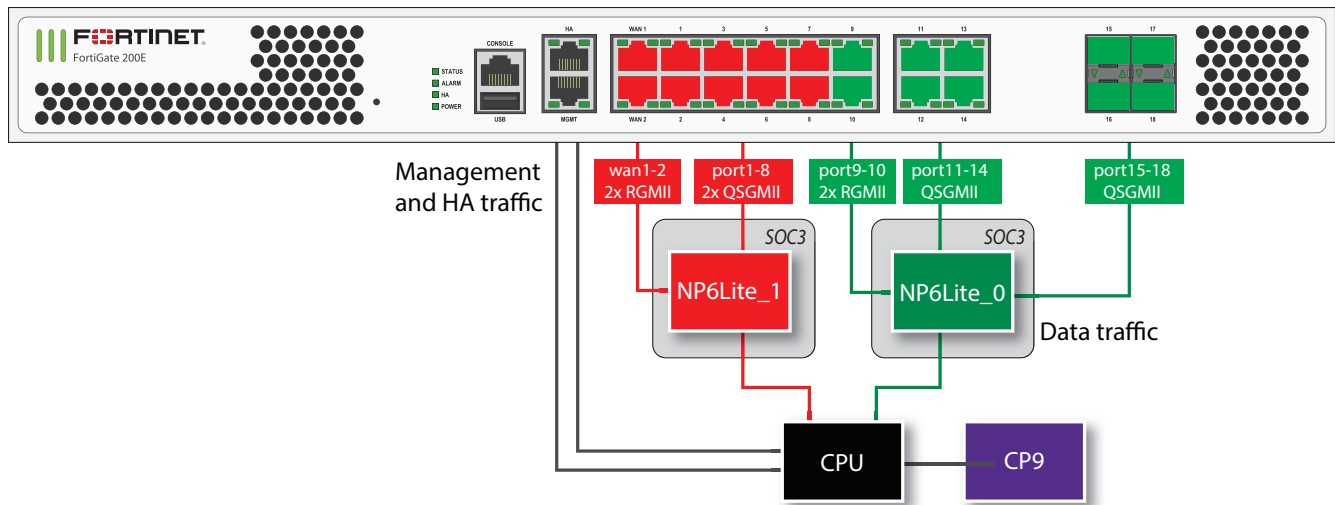 FORTINET
FortiGate 200E
STATUS
ALARM
HA
POWER
CONSOLE
USB
HA
MGMT
WAN 1 1 3 5 7 9
WAN 2 2 4 6 8 10
11 13
12 14
15 17
16 18
Management
and HA traffic
wan1-2
2x RGMII
port1-8
2x QSGMII
port9-10
2x RGMII
port11-14
QSGMII
port15-18
QSGMII
SOC3
NP6Lite_1
SOC3
NP6Lite_0
Data traffic
CPU
CP9